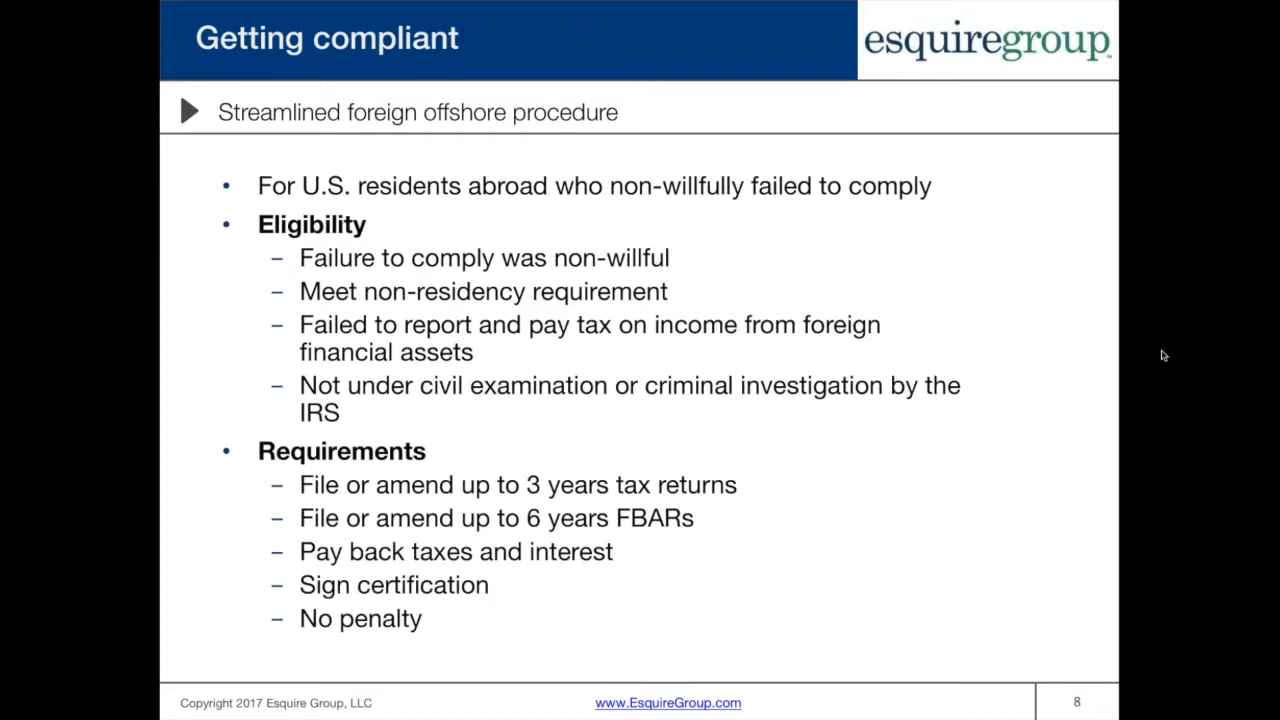 Getting compliant
esquiregroup
Streamlined foreign offshore procedure
• For U.S. residents abroad who non-willfully failed to comply
• Eligibility
– Failure to comply was non-willful
– Meet non-residency requirement
– Failed to report and pay tax on income from foreign
financial assets
– Not under civil examination or criminal investigation by the
IRS
• Requirements
– File or amend up to 3 years tax returns
– File or amend up to 6 years FBARs
– Pay back taxes and interest
– Sign certification
– No penalty
Copyright 2017 Esquire Group, LLC
www.EsquireGroup.com
8